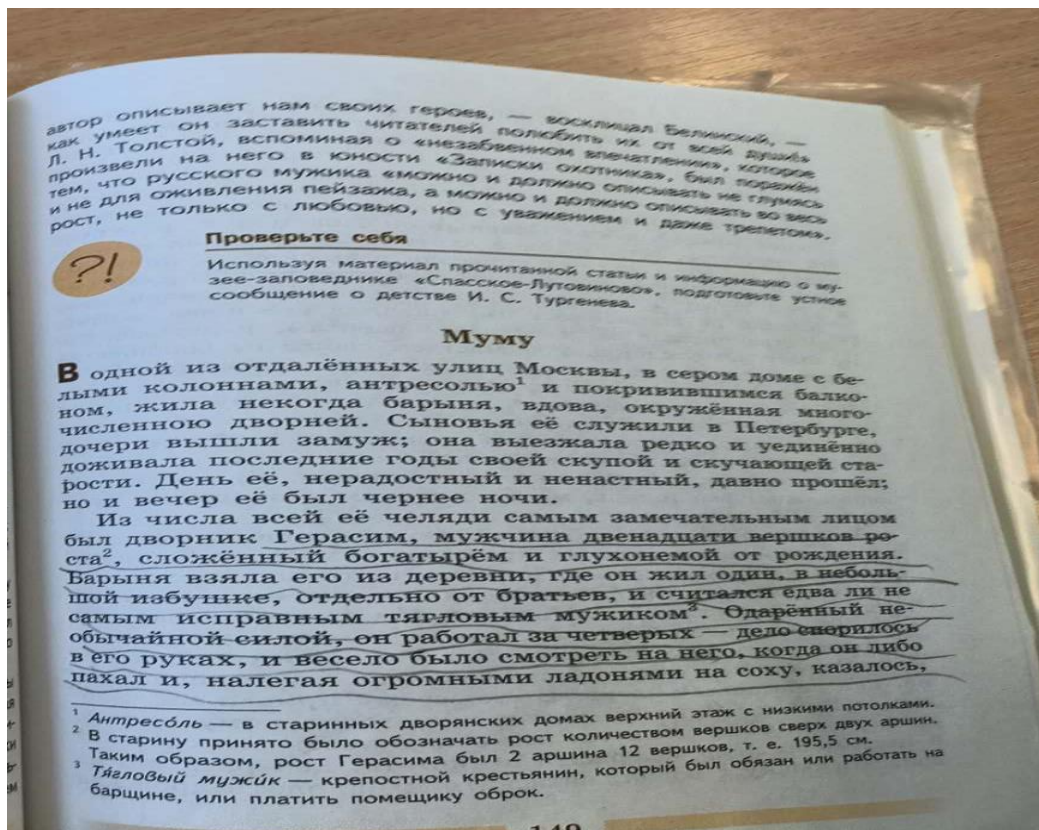 автор описывает нам своих героев, — восклицал Белинский, —
как умеет он заставить читателей полюбить их от всей души!»
Л. Н. Толстой, вспоминая о «незабвенном впечатлении», которое
произвели на него в юности «Записки охотника», был поражён
тем, что русского мужика «можно и должно описывать не глумясь
и не для оживления пейзажа, а можно и должно описывать во весь
рост, не только с любовью, но с уважением и даже трепетом».
?!
Проверьте себя
Используя материал прочитанной статьи и информацию о му-
зее-заповеднике «Спасское-Лутовиново», подготовьте устное
сообщение о детстве И. С. Тургенева.
Муму
В одной из отдалённых улиц Москвы, в сером доме с бе-
лыми колоннами, антресолью¹ и покривившимся балко-
ном, жила некогда барыня, вдова, окружённая много-
численною дворней. Сыновья её служили в Петербурге,
дочери вышли замуж; она выезжала редко и уединённо
доживала последние годы своей скупой и скучающей ста-
рости. День её, нерадостный и ненастный, давно прошёл;
но и вечер её был чернее ночи.
Из числа всей её челяди самым замечательным лицом
был дворник Герасим, мужчина двенадцати вершков ро-
ста², сложённый богатырём и глухонемой от рождения.
Барыня взяла его из деревни, где он жил один, в неболь-
шой избушке, отдельно от братьев, и считался едва ли не
самым исправным тягловым мужиком³. Одарённый не-
обычайной силой, он работал за четверых — дело спорилось
в его руках, и весело было смотреть на него, когда он либо
пахал и, налегая огромными ладонями на соху, казалось,
¹ Антресо́ль — в старинных дворянских домах верхний этаж с низкими потолками.
² В старину принято было обозначать рост количеством вершков сверх двух аршин.
Таким образом, рост Герасима был 2 аршина 12 вершков, т. е. 195,5 см.
³ Тя́гловый мужи́к — крепостной крестьянин, который был обязан или работать на
барщине, или платить помещику оброк.